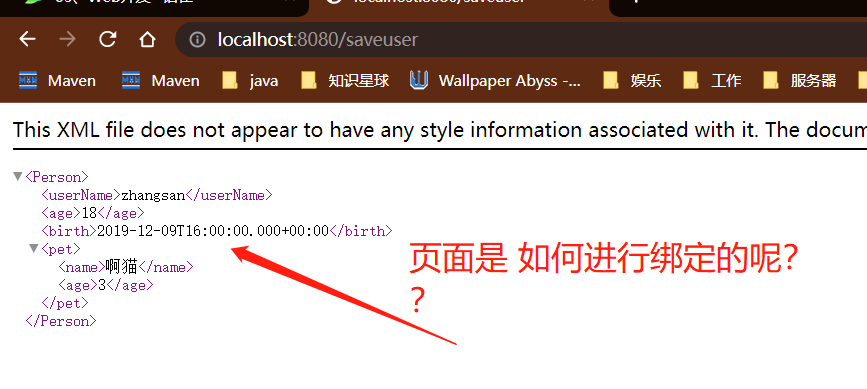 localhost:8080/saveuser
Maven
Maven
java
知识星球
Wallpaper Abyss -...
娱乐
工作
服务器
This XML file does not appear to have any style information associated with it. The docum
<Person>
<userName>zhangsan</userName>
<age>18</age>
<birth>2019-12-09T16:00:00.000+00:00</birth>
<pet>
<name>啊猫</name>
<age>3</age>
</pet>
</Person>
页面是 如何进行绑定的呢？
？